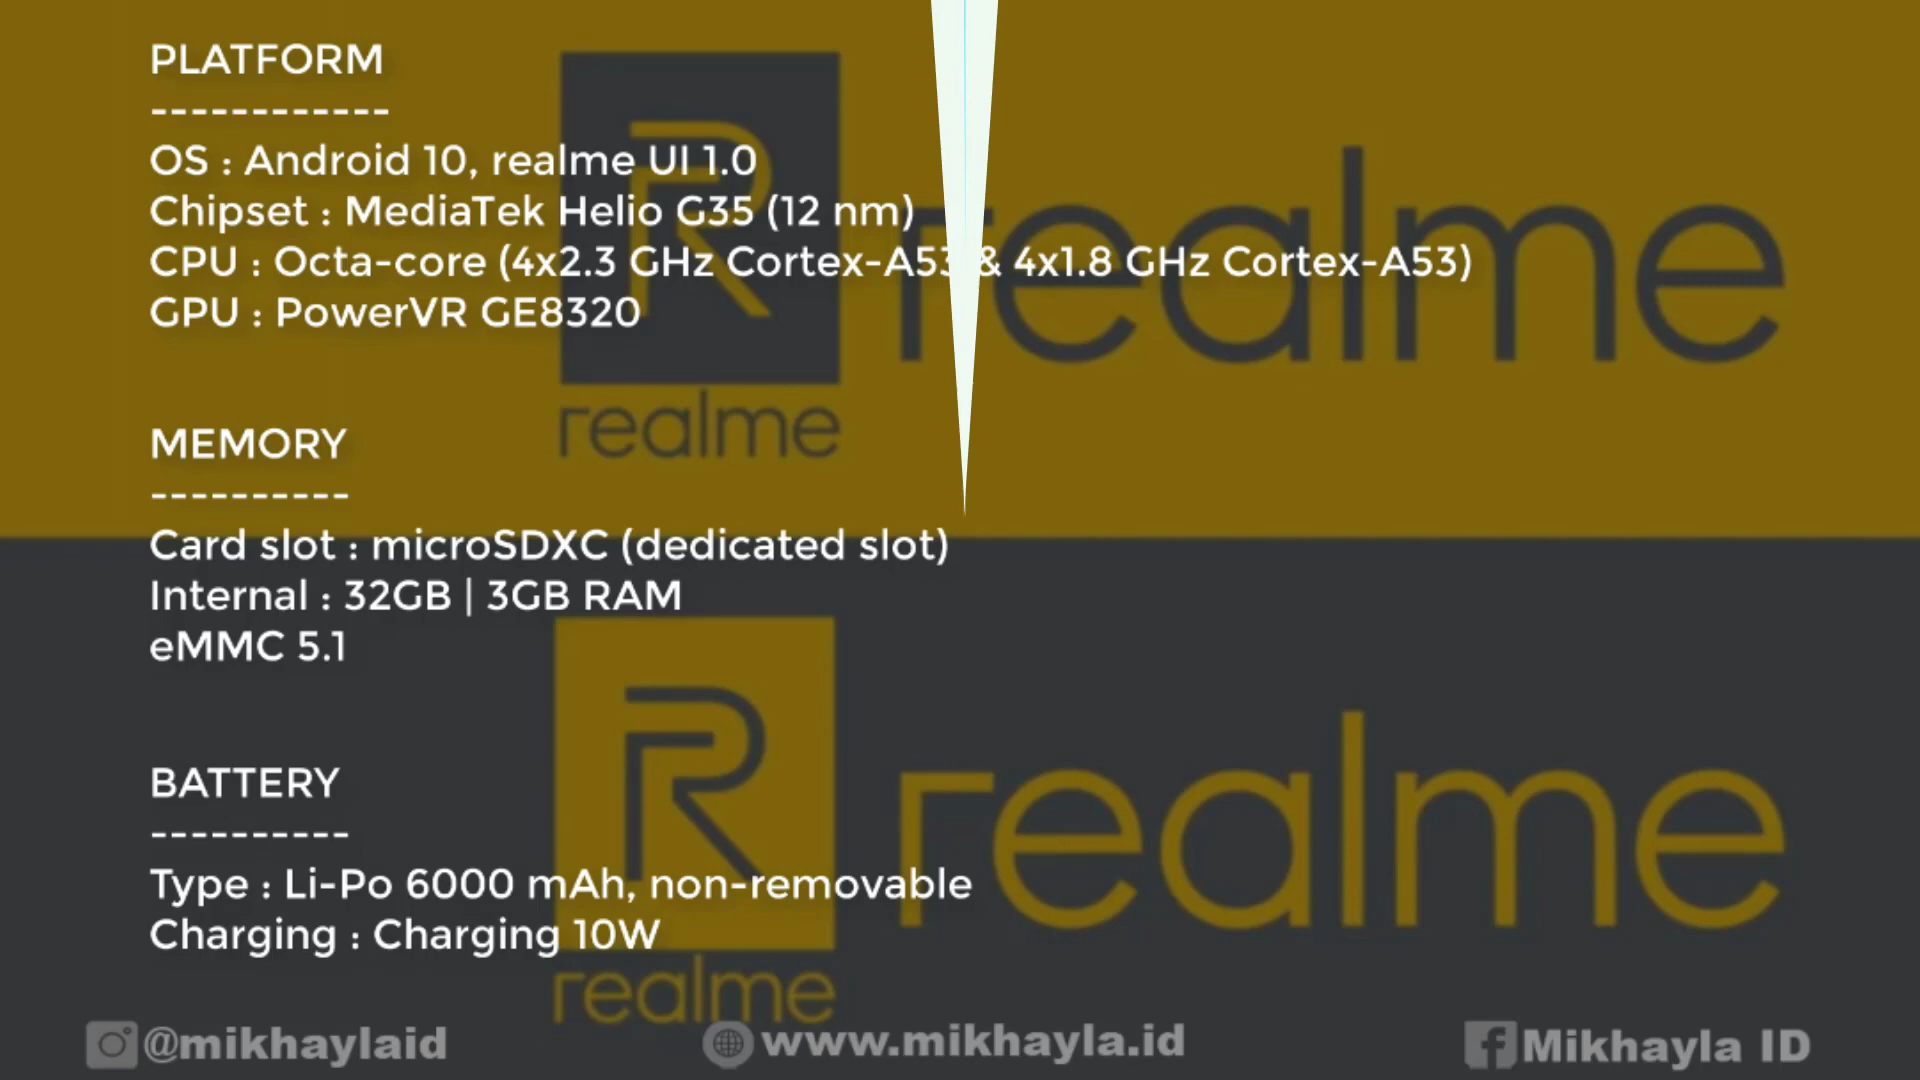 PLATFORM
------------
OS : Android 10, realme UI 1.0
Chipset : MediaTek Helio G35 (12 nm)
CPU : Octa-core (4x2.3 GHz Cortex-A53 & 4x1.8 GHz Cortex-A53)
GPU : PowerVR GE8320
realme
realme
MEMORY
----------
Card slot : microSDXC (dedicated slot)
Internal : 32GB | 3GB RAM
eMMC 5.1
BATTERY
----------
Type : Li-Po 6000 mAh, non-removable
Charging : Charging 10W
realme
realme
@mikhaylaid
www.mikhayla.id
Mikhayla ID